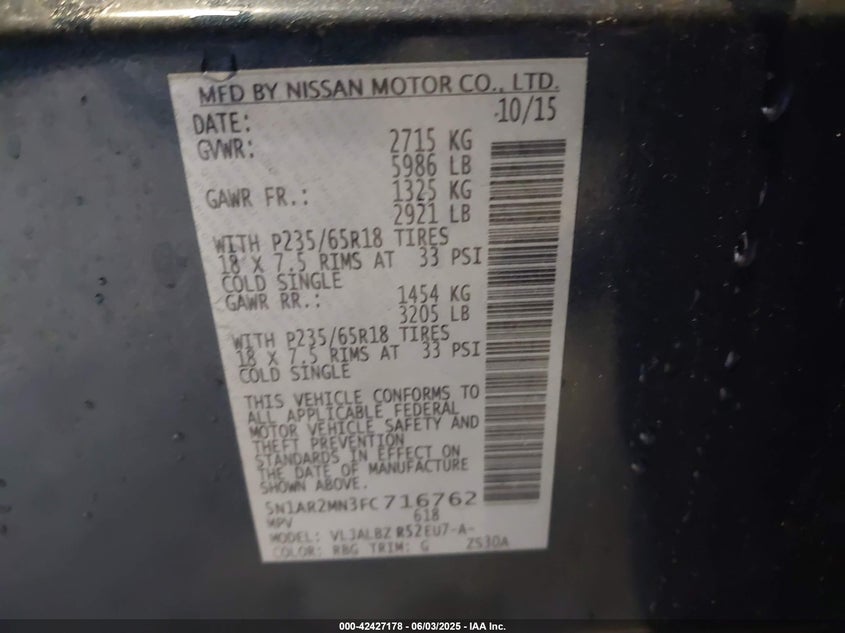 MFD BY NISSAN MOTOR CO., LTD.
DATE: 10/15
GVWR: 2715 KG
5986 LB
GAWR FR.: 1325 KG
2921 LB
WITH P235/65R18 TIRES
18 X 7.5 RIMS AT 33 PSI
COLD SINGLE
GAWR RR.: 1454 KG
3205 LB
WITH P235/65R18 TIRES
18 X 7.5 RIMS AT 33 PSI
COLD SINGLE
THIS VEHICLE CONFORMS TO
ALL APPLICABLE FEDERAL
MOTOR VEHICLE SAFETY AND
THEFT PREVENTION
STANDARDS IN EFFECT ON
THE DATE OF MANUFACTURE
SHOWN ABOVE.
5N1AR2MN3FC716762
MPV 618
MODEL: VLJALBZ R52EU7-A-
COLOR: RBG TRIM: G ZS30A
000-42427178 - 06/03/2025 - IAA Inc.